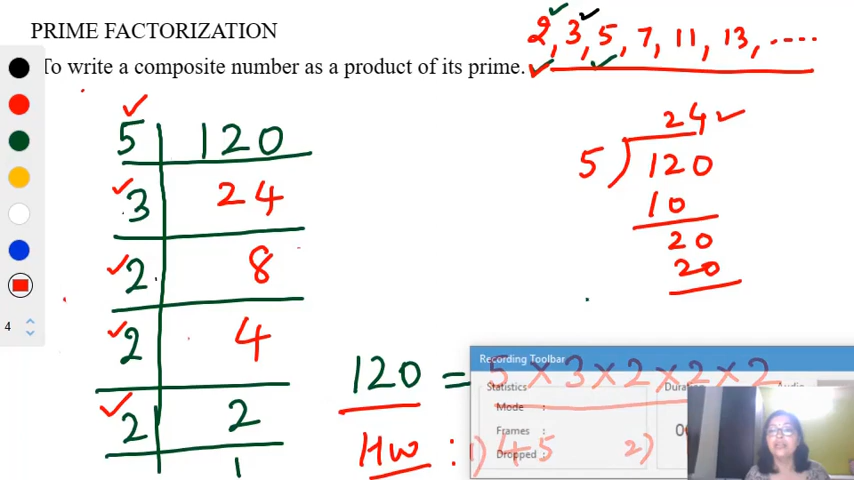 PRIME FACTORIZATION
2, 3, 5, 7, 11, 13, .....
To write a composite number as a product of its prime.
5 | 120
3 | 24
2 | 8
2 | 4
2 | 2
1
24
5 ) 120
10
20
20
120 = 5 × 3 × 2 × 2 × 2
HW : 1) 45 2)
Recording Toolbar
Statistics
Mode :
Frames :
Dropped :
4